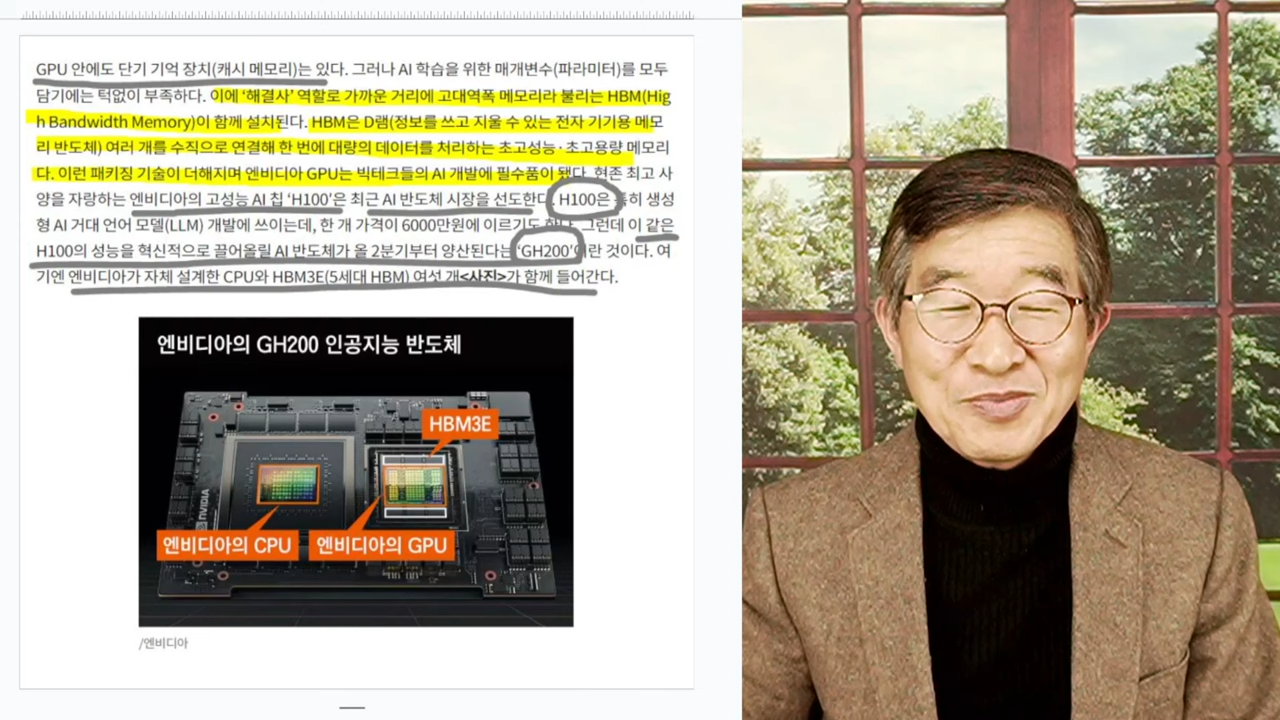 GPU 안에도 단기 기억 장치(캐시 메모리)는 있다. 그러나 AI 학습을 위한 매개변수(파라미터)를 모두
담기에는 턱없이 부족하다. 이에 ‘해결사’ 역할로 가까운 거리에 고대역폭 메모리라 불리는 HBM(Hig
h Bandwidth Memory)이 함께 설치된다. HBM은 D램(정보를 쓰고 지울 수 있는 전자 기기용 메모
리 반도체) 여러 개를 수직으로 연결해 한 번에 대량의 데이터를 처리하는 초고성능·초고용량 메모리
다. 이런 패키징 기술이 더해지며 엔비디아 GPU는 빅테크들의 AI 개발에 필수품이 됐다. 현존 최고 사
양을 자랑하는 엔비디아의 고성능 AI 칩 ‘H100’은 최근 AI 반도체 시장을 선도한다. H100은 특히 생성
형 AI 거대 언어 모델(LLM) 개발에 쓰이는데, 한 개 가격이 6000만원에 이르기도 한다. 그런데 이 같은
H100의 성능을 혁신적으로 끌어올릴 AI 반도체가 올 2분기부터 양산된다는 ‘GH200’이란 것이다. 여
기엔 엔비디아가 자체 설계한 CPU와 HBM3E(5세대 HBM) 여섯 개<사진>가 함께 들어간다.
엔비디아의 GH200 인공지능 반도체
HBM3E
엔비디아의 CPU
엔비디아의 GPU
NVIDIA
/엔비디아